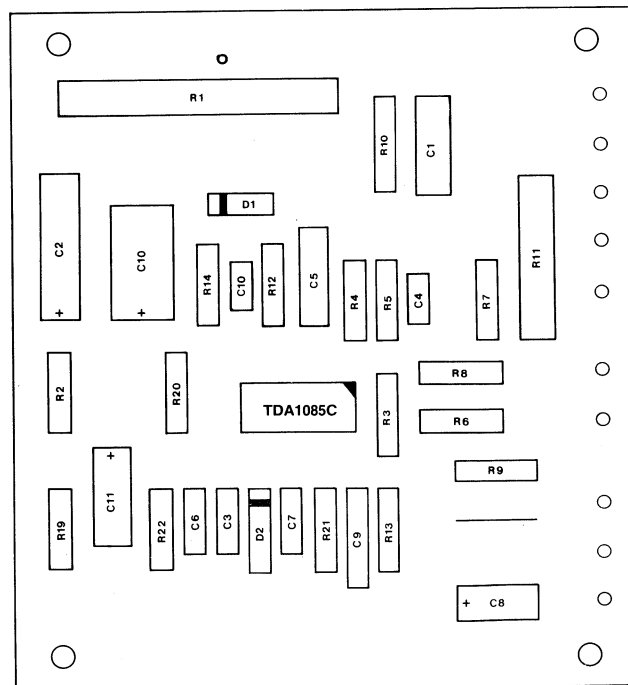 R1
R10
C1
D1
C2
C10
R14
C10
R12
C5
R4
R5
C4
R7
R11
R2
R20
TDA1085C
R3
R8
R6
R9
C11
R19
R22
C6
C3
D2
C7
R21
C9
R13
C8
+
+
+
+